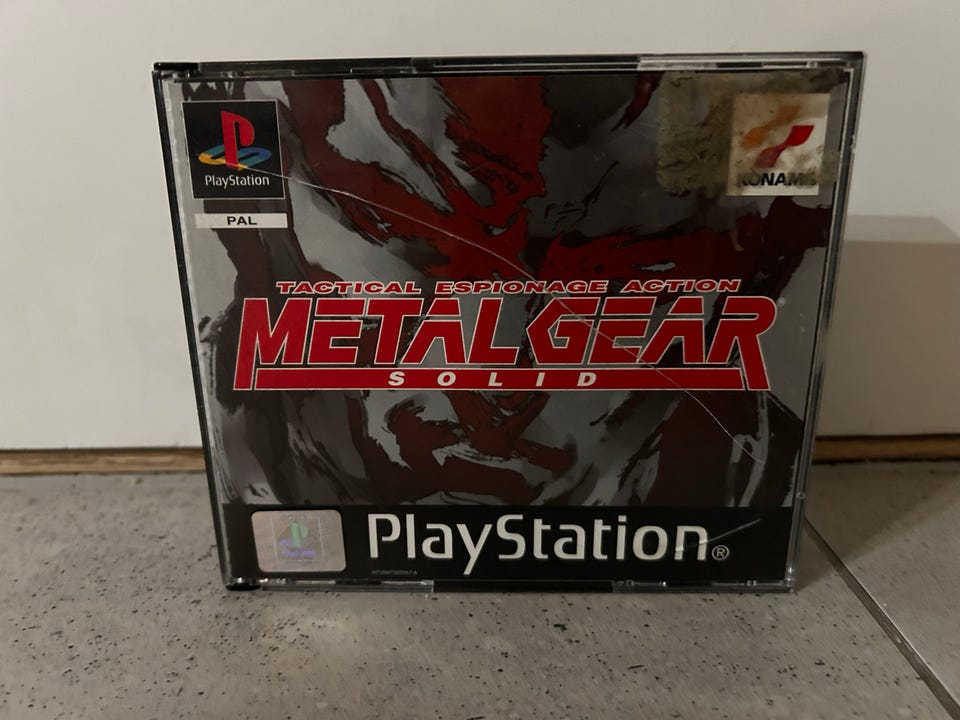 PlayStation
KONAMI
PAL
TACTICAL ESPIONAGE ACTION
METAL GEAR®
SOLID
PlayStation®